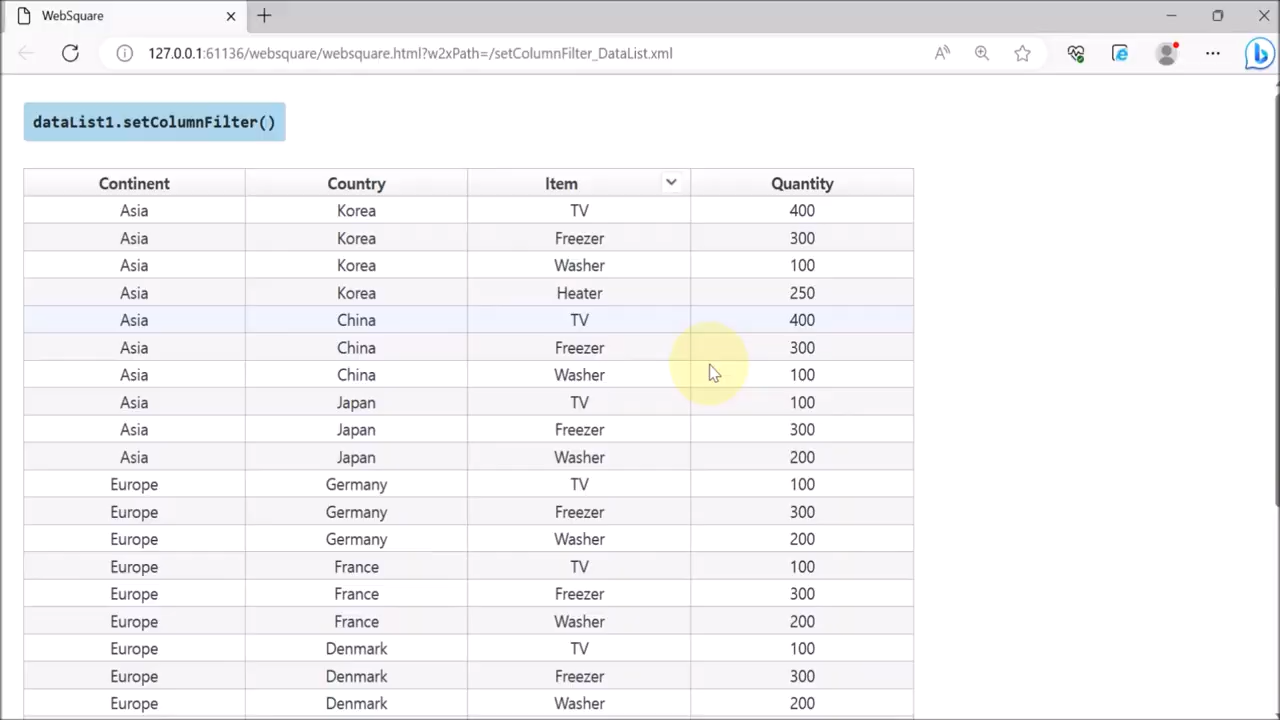 WebSquare
127.0.0.1:61136/websquare/websquare.html?w2xPath=/setColumnFilter_DataList.xml
dataList1.setColumnFilter()
Continent Country Item Quantity
Asia Korea TV 400
Asia Korea Freezer 300
Asia Korea Washer 100
Asia Korea Heater 250
Asia China TV 400
Asia China Freezer 300
Asia China Washer 100
Asia Japan TV 100
Asia Japan Freezer 300
Asia Japan Washer 200
Europe Germany TV 100
Europe Germany Freezer 300
Europe Germany Washer 200
Europe France TV 100
Europe France Freezer 300
Europe France Washer 200
Europe Denmark TV 100
Europe Denmark Freezer 300
Europe Denmark Washer 200